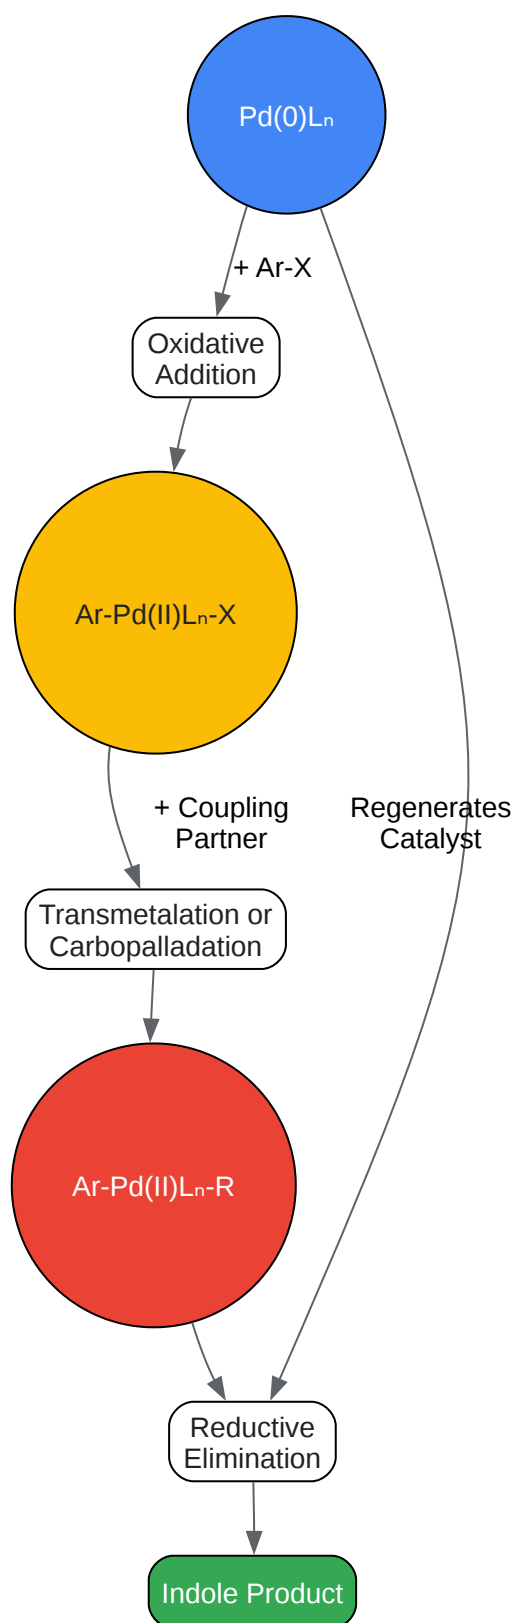 Pd(0)Lₙ
+ Ar-X
Oxidative
Addition
Ar-Pd(II)Lₙ-X
+ Coupling
Partner
Regenerates
Catalyst
Transmetalation or
Carbopalladation
Ar-Pd(II)Lₙ-R
Reductive
Elimination
Indole Product